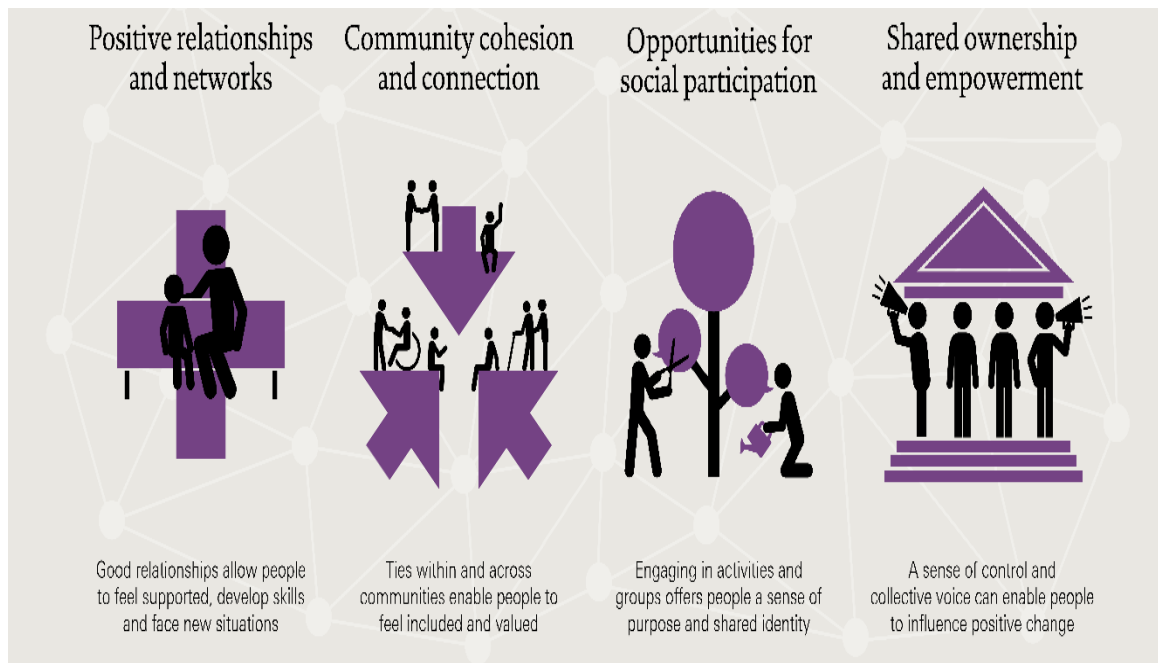 Positive relationships
and networks
Community cohesion
and connection
Opportunities for
social participation
Shared ownership
and empowerment
Good relationships allow people
to feel supported, develop skills
and face new situations
Ties within and across
communities enable people to
feel included and valued
Engaging in activities and
groups offers people a sense of
purpose and shared identity
A sense of control and
collective voice can enable people
to influence positive change